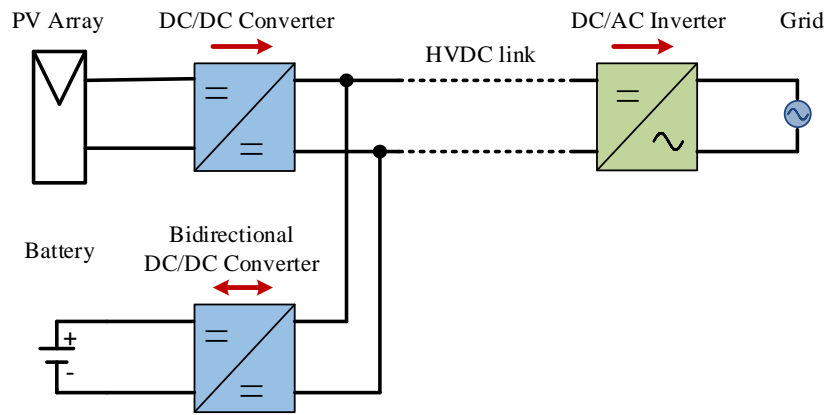 PV Array
DC/DC Converter
DC/AC Inverter
Grid
HVDC link
Battery
Bidirectional
DC/DC Converter
+
-